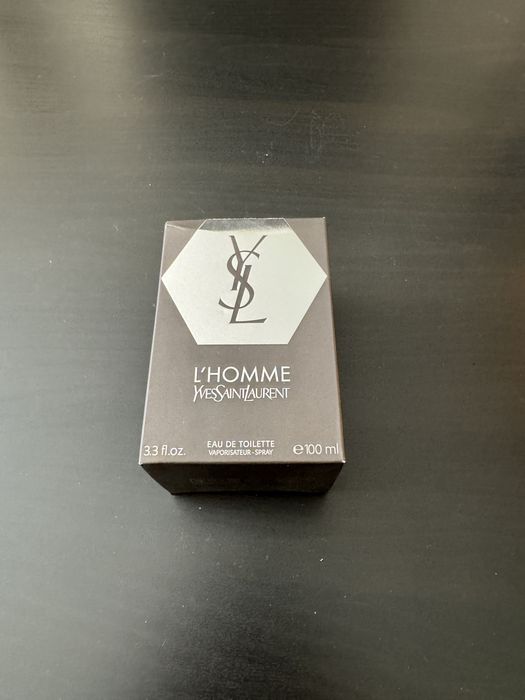 YSL
L'HOMME
YVESSAINTLAURENT
3.3 fl.oz. EAU DE TOILETTE ℮100 ml
VAPORISATEUR - SPRAY